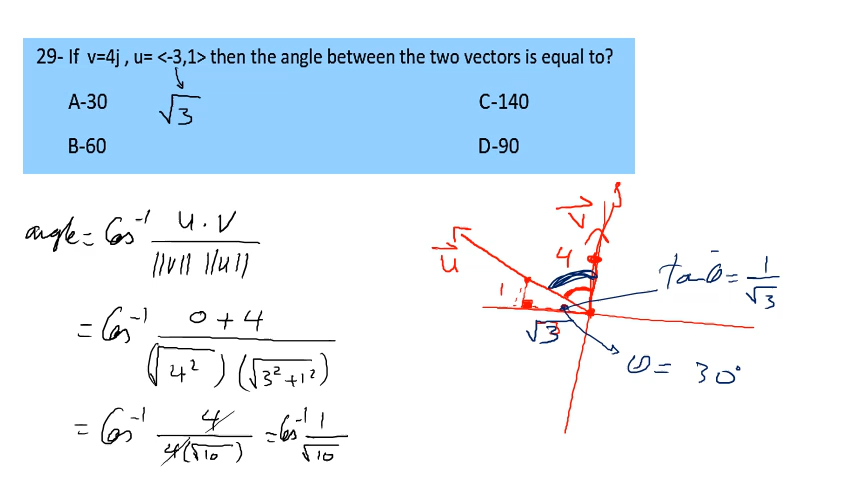 29- If v=4j , u= <-3,1> then the angle between the two vectors is equal to?
√3
A-30
C-140
B-60
D-90
angle = Cos⁻¹ u . v / ||v|| ||u||
= Cos⁻¹ 0 + 4 / (√4²) (√3²+1²)
= Cos⁻¹ 4 / 4(√10) = Cos⁻¹ 1 / √10
v
j
u
4
1
√3
tan θ = 1 / √3
θ = 30°